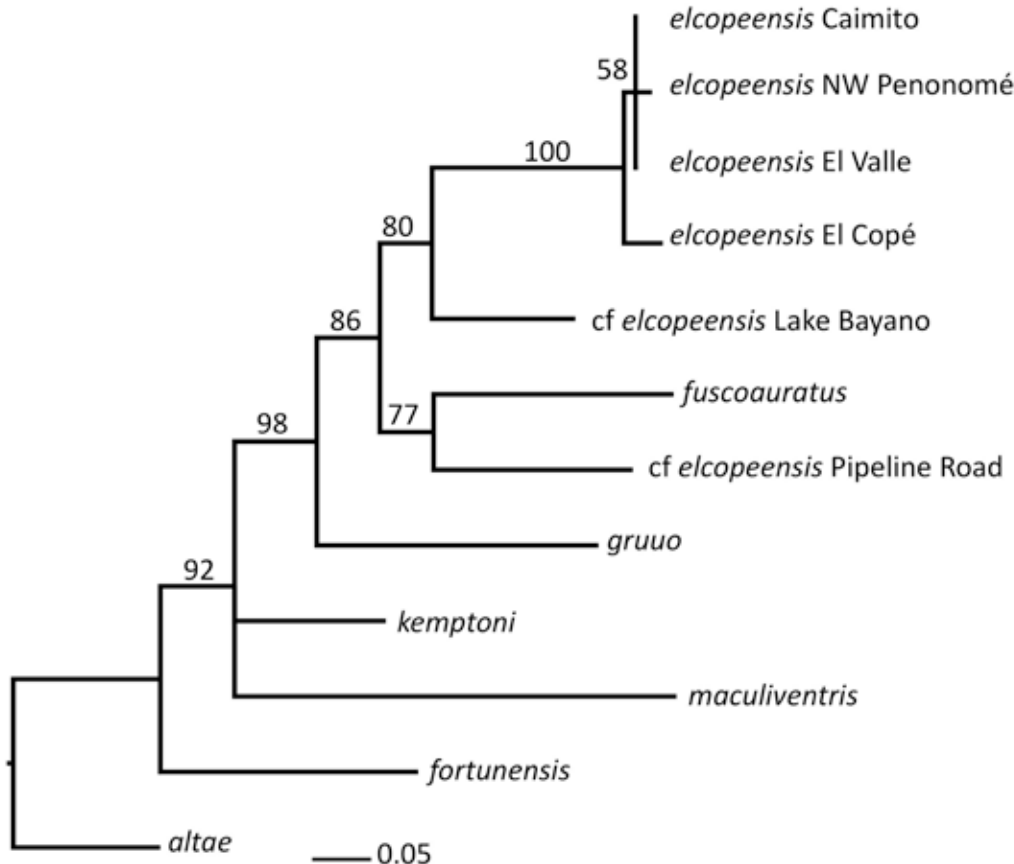 elcopeensis Caimito
58
elcopeensis NW Penonomé
100
elcopeensis El Valle
80
elcopeensis El Copé
86
cf elcopeensis Lake Bayano
fuscoauratus
77
98
cf elcopeensis Pipeline Road
gruuo
92
kemptoni
maculiventris
fortunensis
altae
0.05